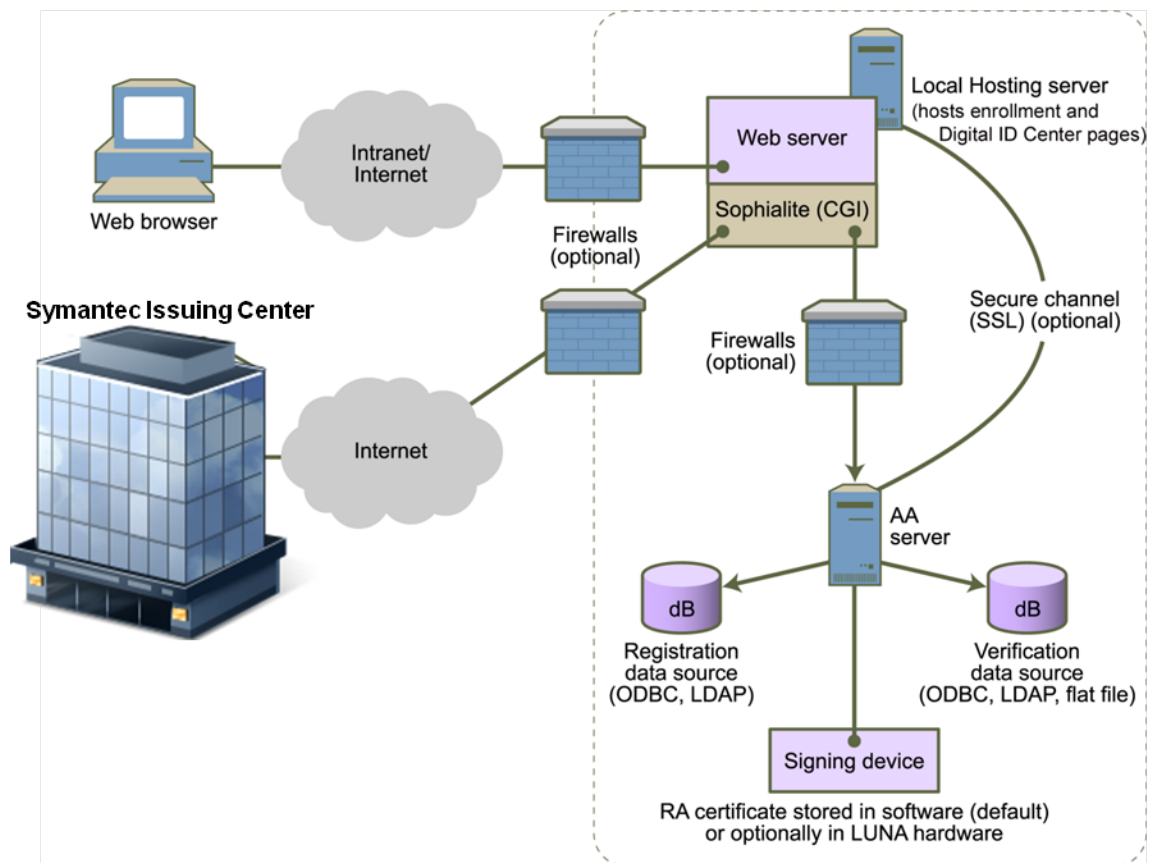 Local Hosting server
(hosts enrollment and
Digital ID Center pages)
Web server
Intranet/
Internet
Web browser
Sophialite (CGI)
Firewalls
(optional)
Symantec Issuing Center
Secure channel
(SSL) (optional)
Firewalls
(optional)
Internet
AA
server
dB
dB
Registration
data source
(ODBC, LDAP)
Verification
data source
(ODBC, LDAP, flat file)
Signing device
RA certificate stored in software (default)
or optionally in LUNA hardware